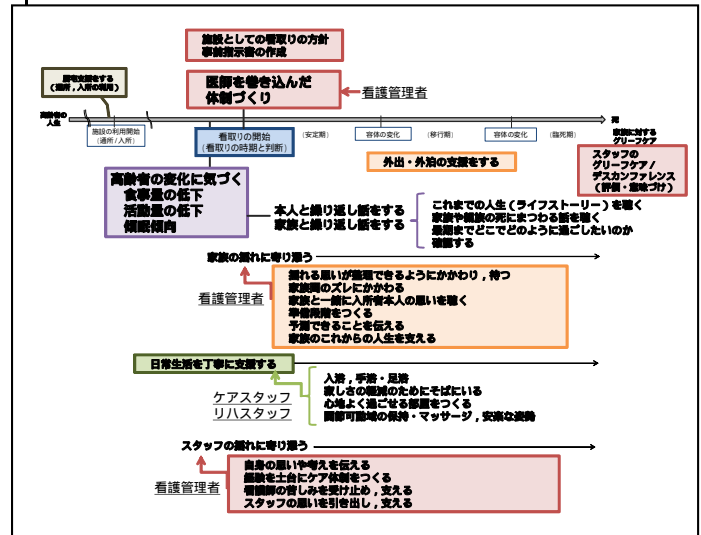 施設としての看取りの方針
事前指示書の作成
居宅支援をする
（通所，入所の利用）
医師を巻き込んだ
体制づくり
看護管理者
高齢者の
人生
死
施設の利用開始
（通所/入所）
看取りの開始
（看取りの時期と判断）
（安定期）
容体の変化
（移行期）
容体の変化
（臨死期）
家族に対する
グリーフケア
外出・外泊の支援をする
スタッフの
グリーフケア/
デスカンファレンス
（評価・意味づけ）
高齢者の変化に気づく
食事量の低下
活動量の低下
傾眠傾向
本人と繰り返し話をする
家族と繰り返し話をする
これまでの人生（ライフストーリー）を聴く
家族や親族の死にまつわる話を聴く
最期までどこでどのように過ごしたいのか
確認する
家族の揺れに寄り添う
看護管理者
揺れる思いが整理できるようにかかわり，待つ
家族間のズレにかかわる
家族と一緒に入所者本人の思いを聴く
準備段階をつくる
予測できることを伝える
家族のこれからの人生を支える
日常生活を丁寧に支援する
ケアスタッフ
リハスタッフ
入浴，手浴・足浴
寂しさの軽減のためにそばにいる
心地よく過ごせる部屋をつくる
関節可動域の保持・マッサージ，安楽な姿勢
スタッフの揺れに寄り添う
看護管理者
自身の思いや考えを伝える
経験を土台にケア体制をつくる
看護師の苦しみを受け止め，支える
スタッフの思いを引き出し，支える